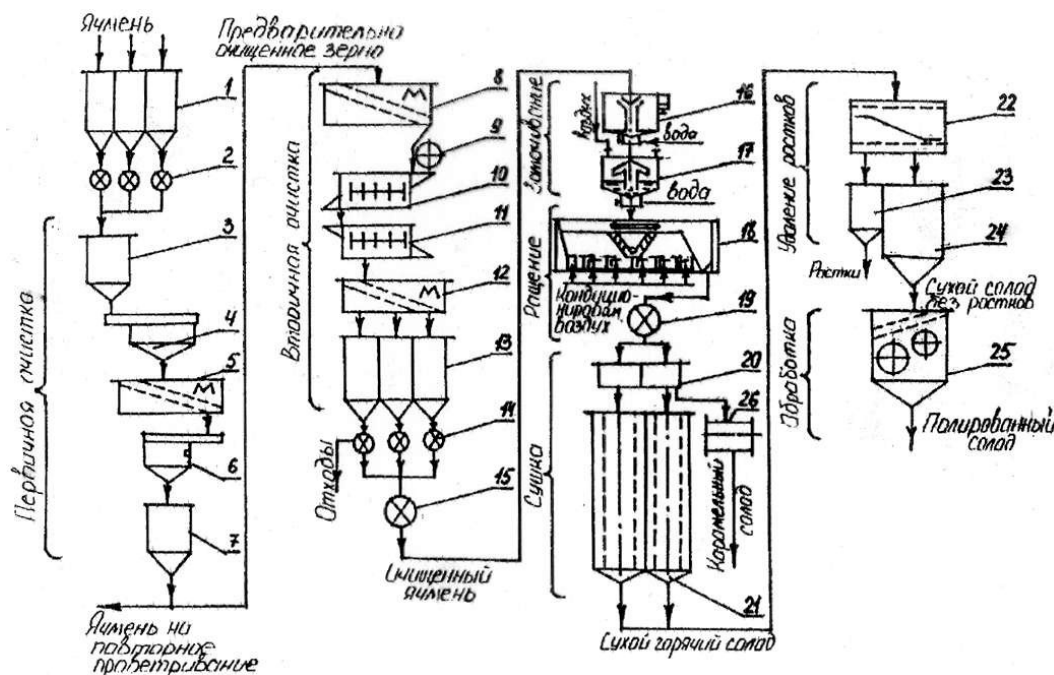 Ячмень
1
2
3
4
5
6
7
Первичная очистка
Ячмень на
повторное
проветривание
Предварительно
очищенное зерно
8
9
10
11
12
13
14
15
Вторичная очистка
Отходы
Очищенный
ячмень
Замачивание
воздух
16
вода
17
вода
Ращение
18
Кондицио-
нирован.
воздух
19
20
26
Сушка
Карамельный
солод
21
Сухой горячий солод
Удаление ростков
22
23
24
Ростки
Сухой солод
без ростков
Обработка
25
Полированный
солод